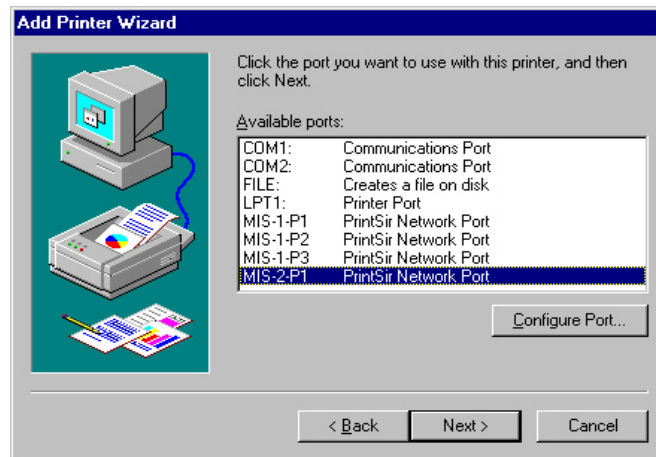 Add Printer Wizard
Click the port you want to use with this printer, and then
click Next.
Available ports:
COM1: Communications Port
COM2: Communications Port
FILE: Creates a file on disk
LPT1: Printer Port
MIS-1-P1 PrintSir Network Port
MIS-1-P2 PrintSir Network Port
MIS-1-P3 PrintSir Network Port
MIS-2-P1 PrintSir Network Port
Configure Port...
< Back Next > Cancel